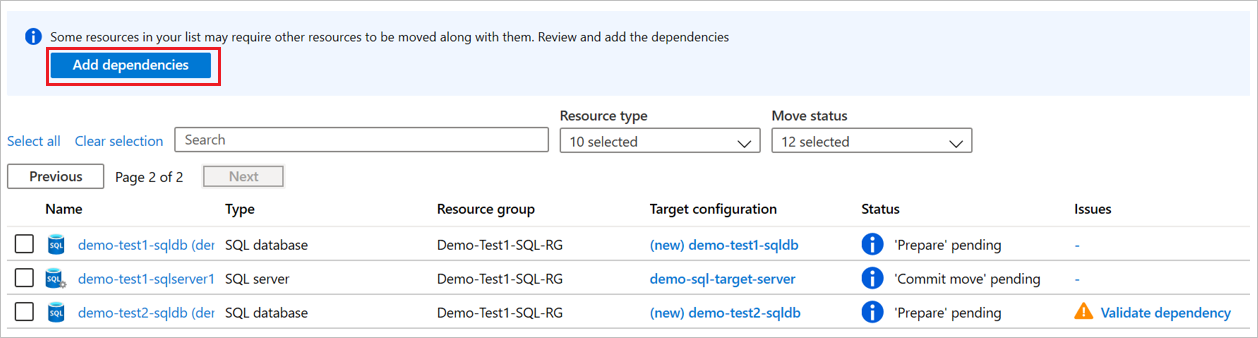 Some resources in your list may require other resources to be moved along with them. Review and add the dependencies
Add dependencies
Resource type
Move status
Select all
Clear selection
Search
10 selected
12 selected
Previous
Page 2 of 2
Next
Name
Type
Resource group
Target configuration
Status
Issues
SQL
demo-test1-sqldb (der
SQL database
Demo-Test1-SQL-RG
(new) demo-test1-sqldb
'Prepare' pending
-
SQL
demo-test1-sqlserver1
SQL server
Demo-Test1-SQL-RG
demo-sql-target-server
'Commit move' pending
-
SQL
demo-test2-sqldb (der
SQL database
Demo-Test1-SQL-RG
(new) demo-test2-sqldb
'Prepare' pending
Validate dependency